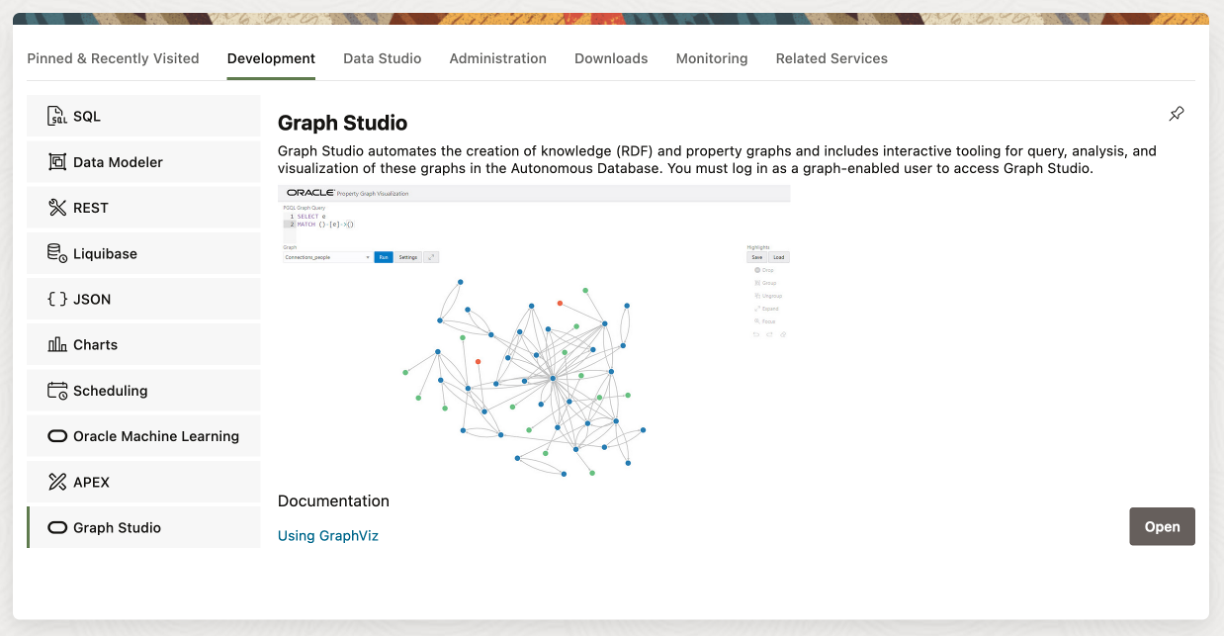 Pinned & Recently Visited
Development
Data Studio
Administration
Downloads
Monitoring
Related Services
SQL
SQL
Data Modeler
REST
Liquibase
{ } JSON
Charts
Scheduling
Oracle Machine Learning
APEX
Graph Studio
Graph Studio
Graph Studio automates the creation of knowledge (RDF) and property graphs and includes interactive tooling for query, analysis, and
visualization of these graphs in the Autonomous Database. You must log in as a graph-enabled user to access Graph Studio.
ORACLE Property Graph Visualization
PGQL Graph Query
1 SELECT e
2 MATCH ()-[e]->()
Graph
Connections_people
Run
Settings
Highlights
Save
Load
Drop
Group
Ungroup
Expand
Focus
Documentation
Using GraphViz
Open